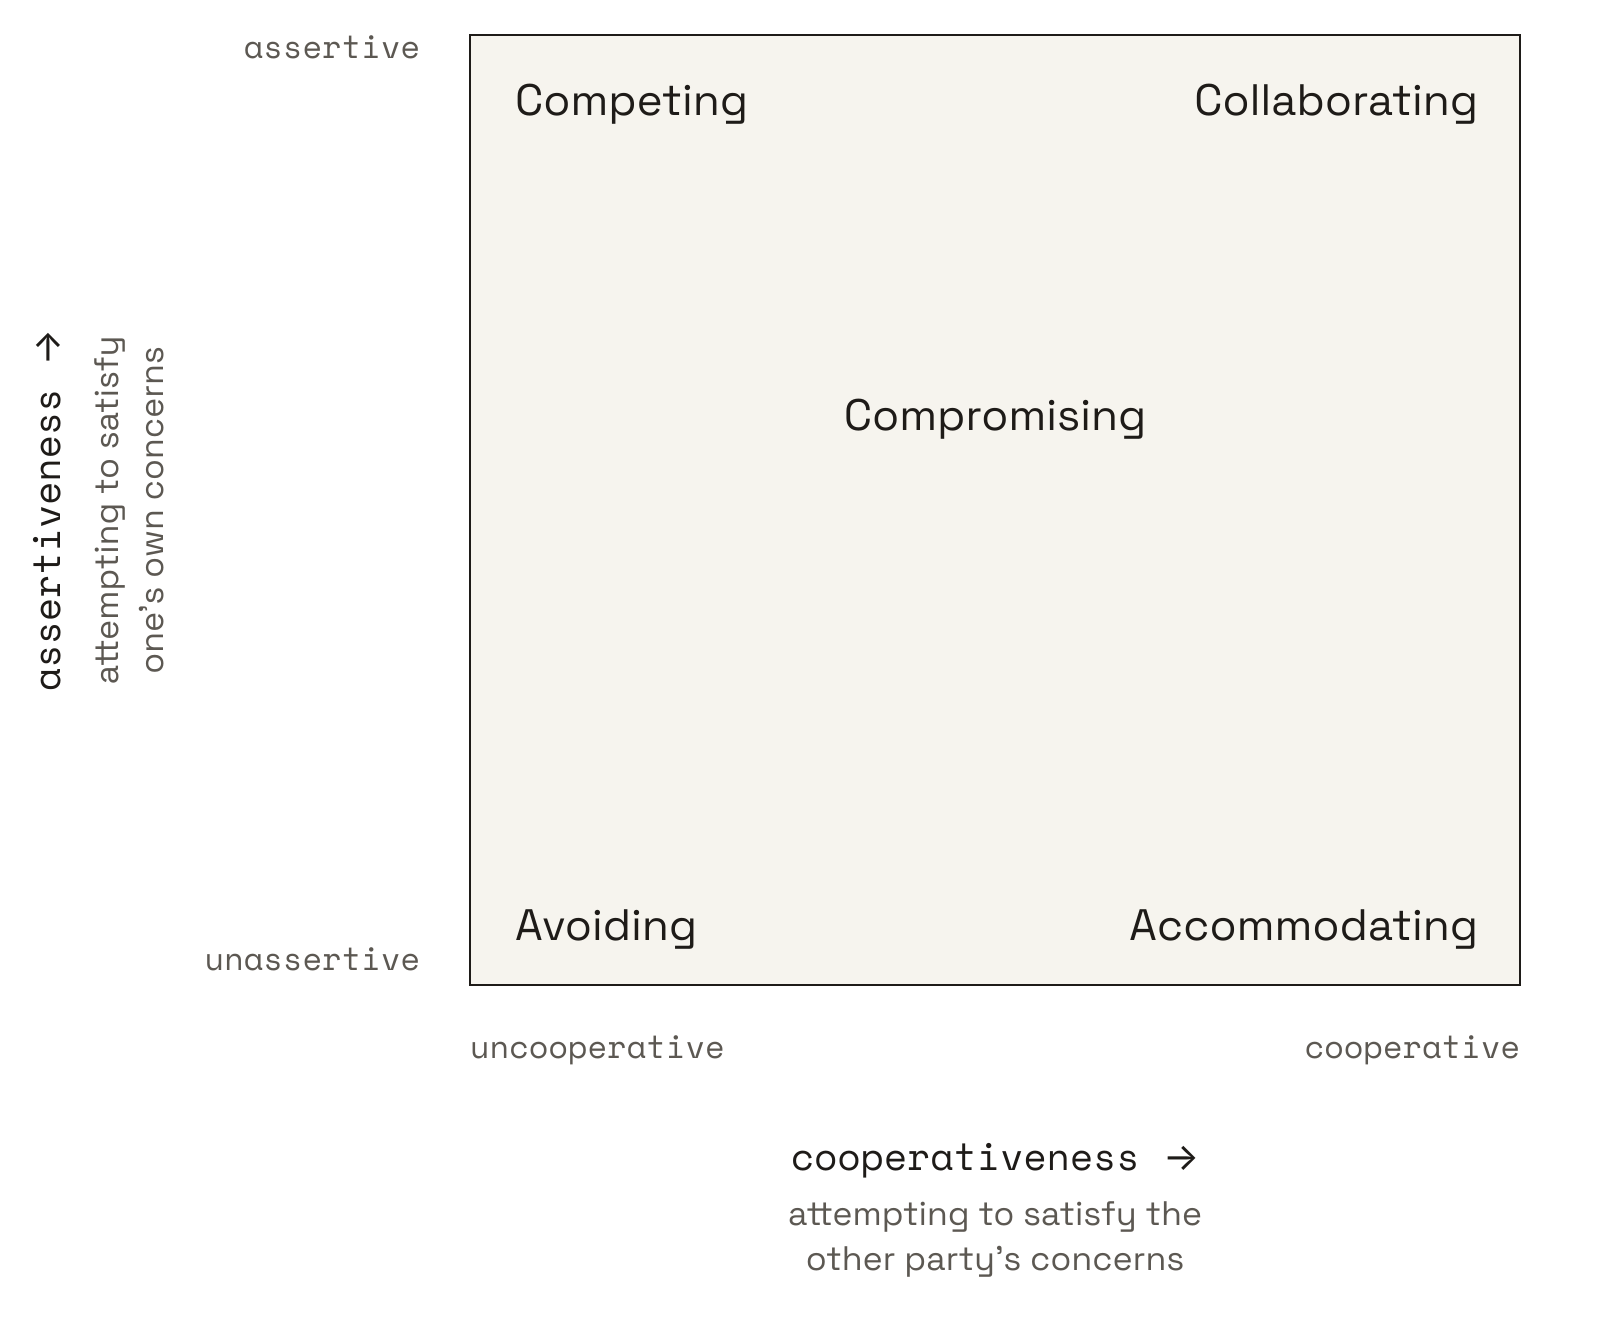 assertive
Competing
Collaborating
assertiveness →
attempting to satisfy
one’s own concerns
Compromising
Avoiding
Accommodating
unassertive
uncooperative
cooperative
cooperativeness →
attempting to satisfy the
other party’s concerns